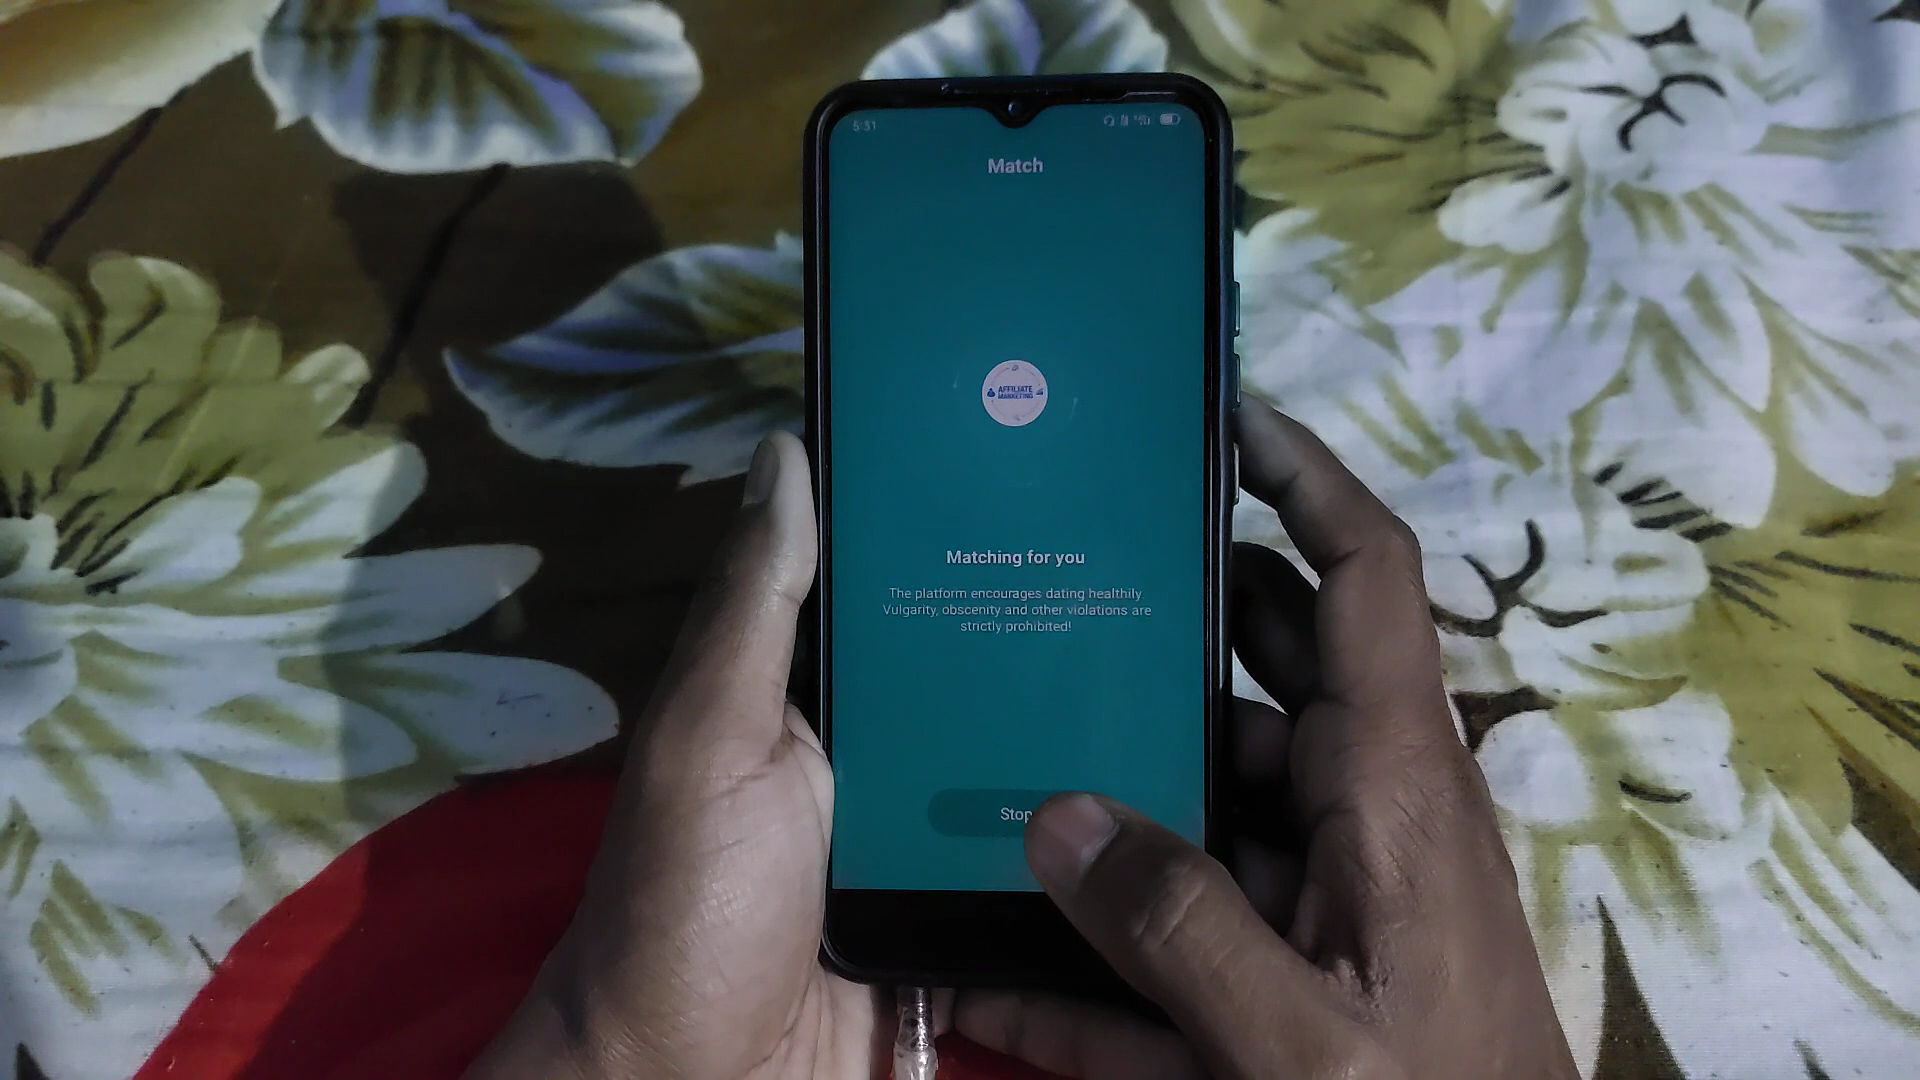 5:31
Match
AFFILIATE
MARKETING
Matching for you
The platform encourages dating healthily.
Vulgarity, obscenity and other violations are
strictly prohibited!
Stop